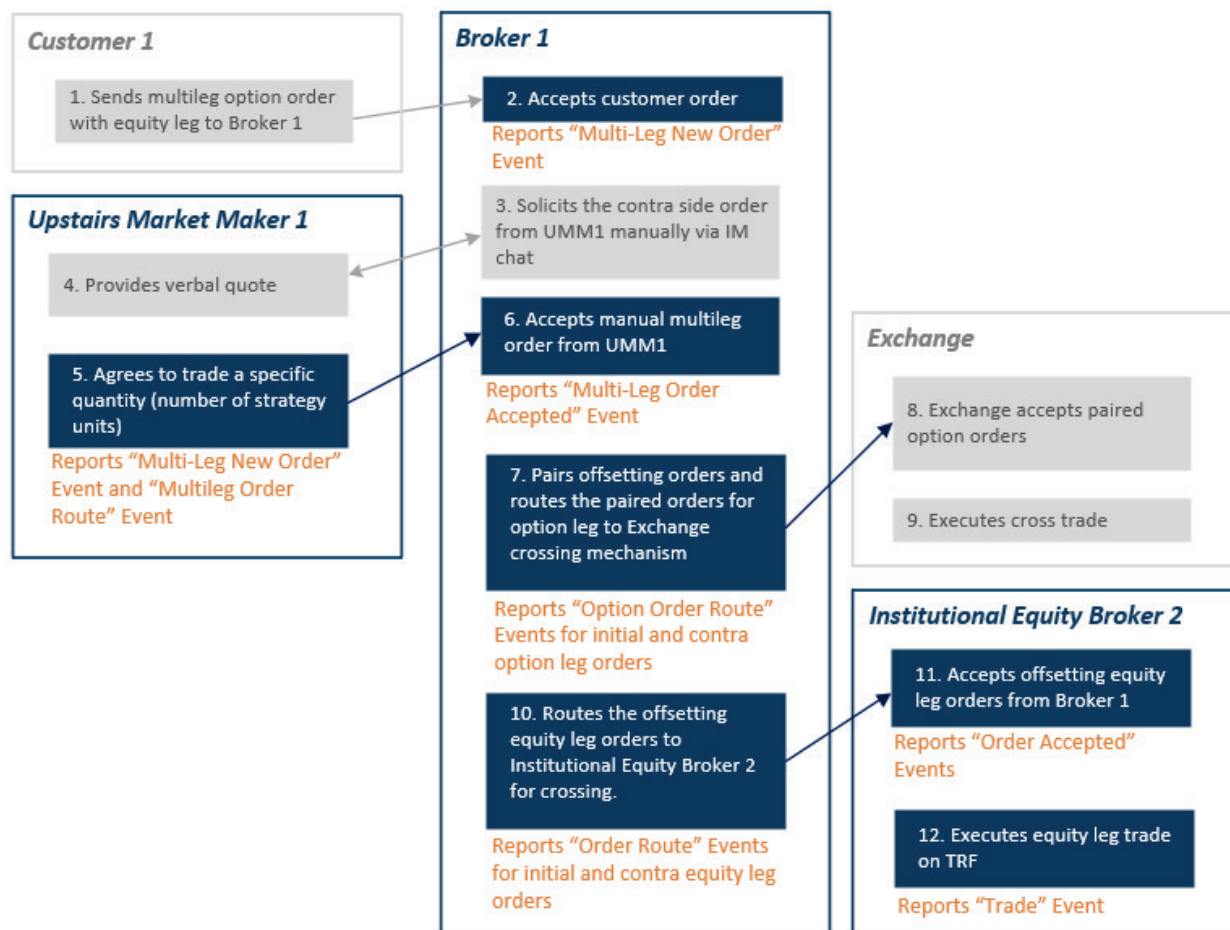 Customer 1
1. Sends multileg option order
with equity leg to Broker 1
Upstairs Market Maker 1
4. Provides verbal quote
5. Agrees to trade a specific
quantity (number of strategy
units)
Reports “Multi-Leg New Order”
Event and “Multileg Order
Route” Event
Broker 1
2. Accepts customer order
Reports “Multi-Leg New Order”
Event
3. Solicits the contra side order
from UMM1 manually via IM
chat
6. Accepts manual multileg
order from UMM1
Reports “Multi-Leg Order
Accepted” Event
7. Pairs offsetting orders and
routes the paired orders for
option leg to Exchange
crossing mechanism
Reports “Option Order Route”
Events for initial and contra
option leg orders
10. Routes the offsetting
equity leg orders to
Institutional Equity Broker 2
for crossing.
Reports “Order Route” Events
for initial and contra equity leg
orders
Exchange
8. Exchange accepts paired
option orders
9. Executes cross trade
Institutional Equity Broker 2
11. Accepts offsetting equity
leg orders from Broker 1
Reports “Order Accepted”
Events
12. Executes equity leg trade
on TRF
Reports “Trade” Event